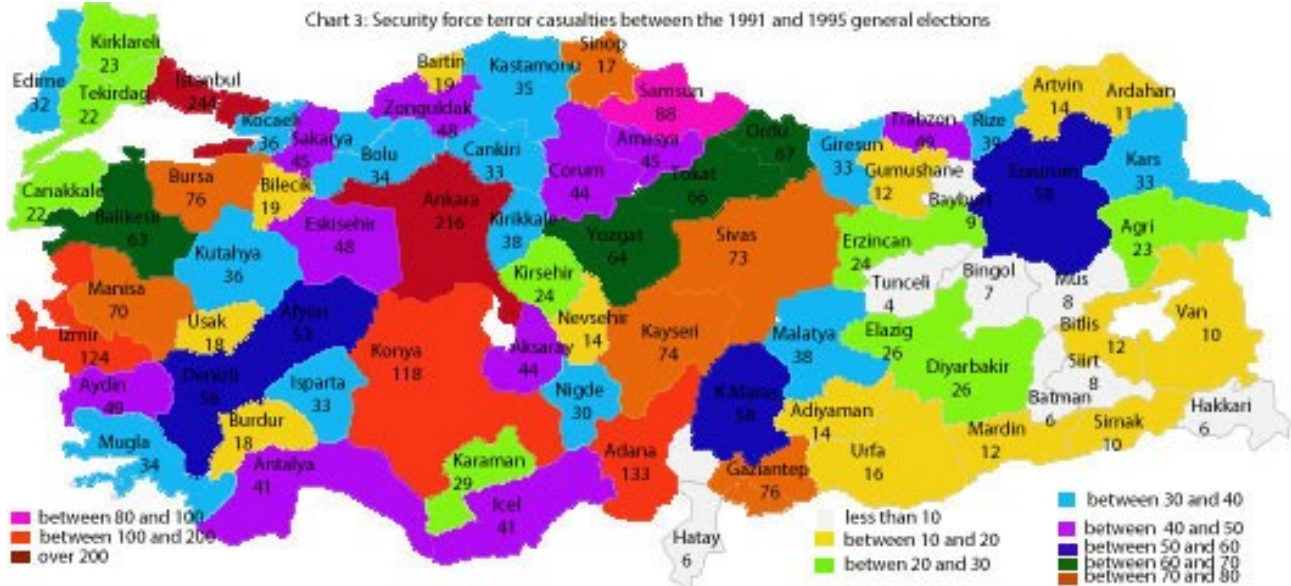 Chart 3: Security force terror casualties between the 1991 and 1995 general elections
Kirklareli
23
Edirne
32
Tekirdag
22
Istanbul
244
Kocaeli
36
Sakarya
45
Bartin
19
Zonguldak
48
Kastamonu
35
Sinop
17
Samsun
88
Bolu
34
Cankiri
33
Corum
44
Amasya
45
Ordu
67
Tokat
66
Giresun
33
Trabzon
49
Gumushane
12
Rize
39
Artvin
14
Ardahan
11
Kars
33
Erzurum
58
9
Canakkale
22
Balikesir
63
Bursa
76
Bilecik
19
Eskisehir
48
Ankara
216
Kirikkale
38
Yozgat
64
Sivas
73
Erzincan
24
Agri
23
Kutahya
36
Kirsehir
24
Tunceli
4
Bingol
7
Mus
8
Manisa
70
Izmir
124
Usak
18
Afyon
Konya
118
Aksaray
44
Nevsehir
14
Kayseri
74
Malatya
38
Elazig
26
Diyarbakir
26
Bitlis
12
Van
10
Siirt
8
Batman
6
Aydin
49
Denizli
56
Isparta
33
Burdur
18
Nigde
30
K.Maras
58
Adiyaman
14
Urfa
16
Mardin
12
Sirnak
10
Hakkari
6
Mugla
34
Antalya
41
Karaman
29
Icel
41
Adana
133
Gaziantep
76
Hatay
6
between 80 and 100
between 100 and 200
over 200
less than 10
between 10 and 20
betwen 20 and 30
between 30 and 40
between 40 and 50
between 50 and 60
between 60 and 70
between 70 and 80